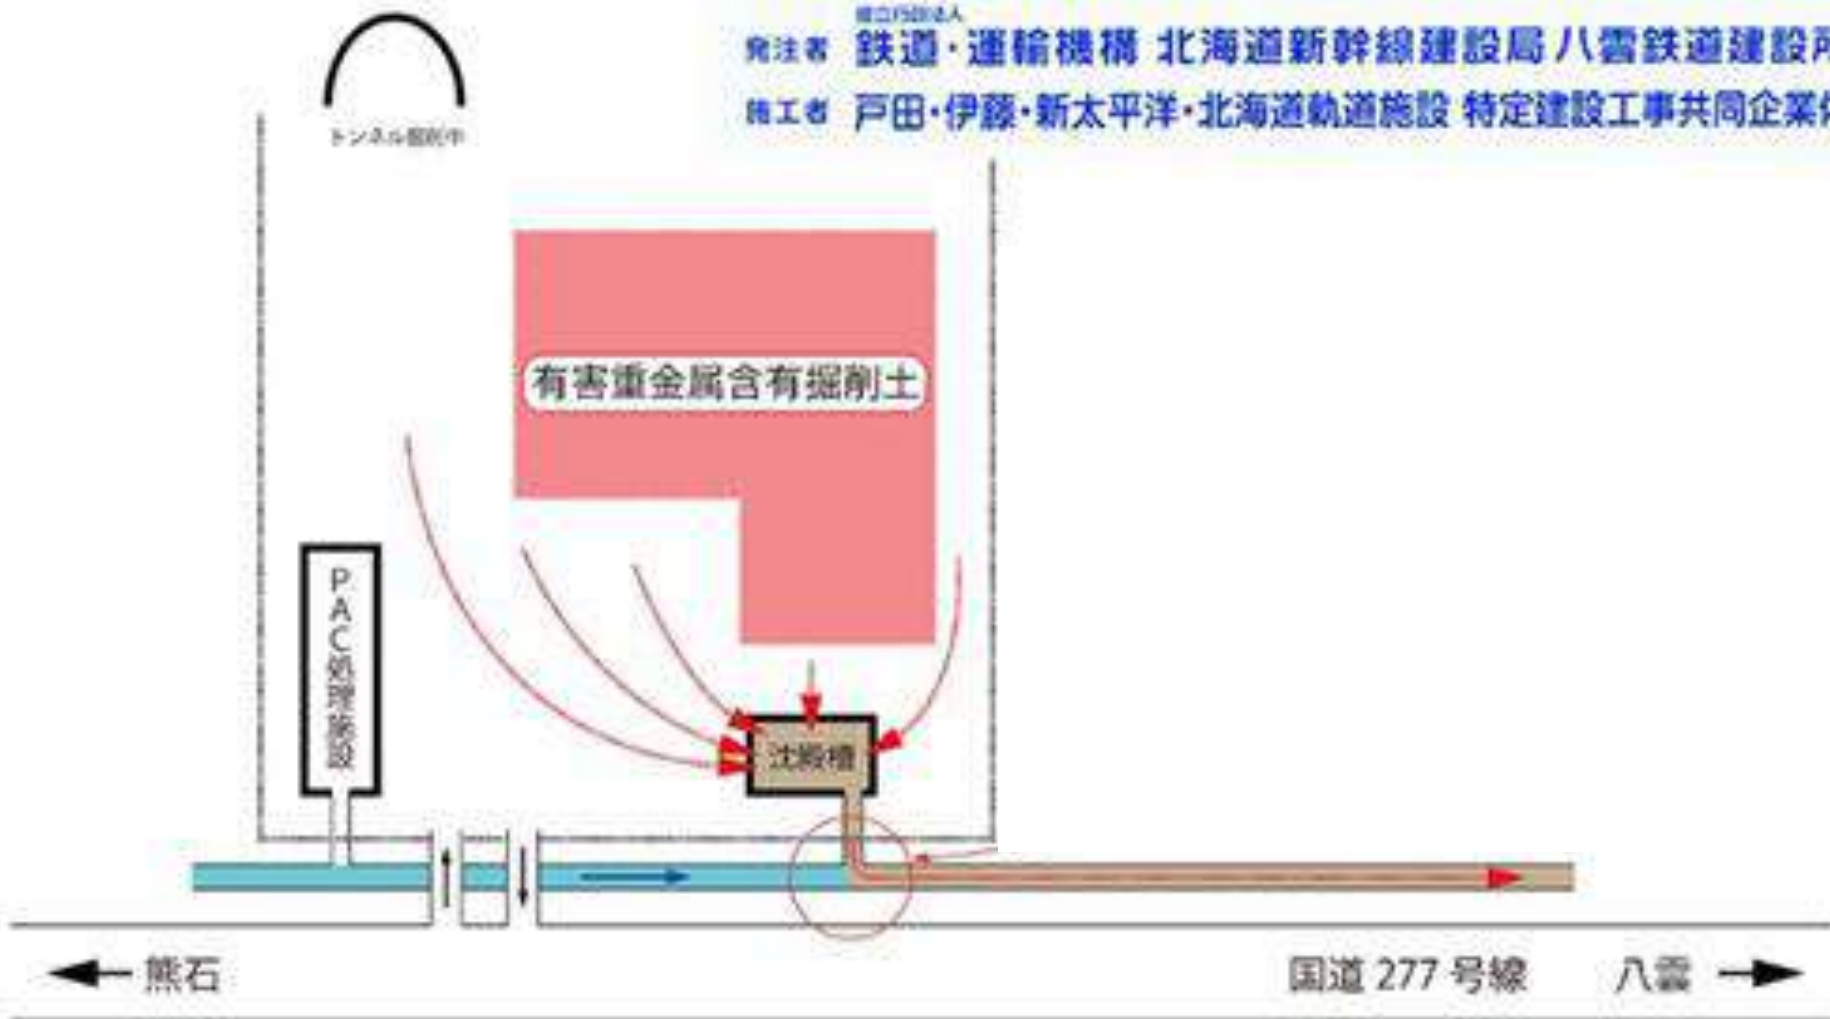 独立行政法人
発注者 鉄道・運輸機構 北海道新幹線建設局 八雲鉄道建設所
施工者 戸田・伊藤・新太平洋・北海道軌道施設 特定建設工事共同企業体
トンネル掘削中
有害重金属含有掘削土
PAC処理施設
沈殿槽
熊石
国道 277 号線
八雲